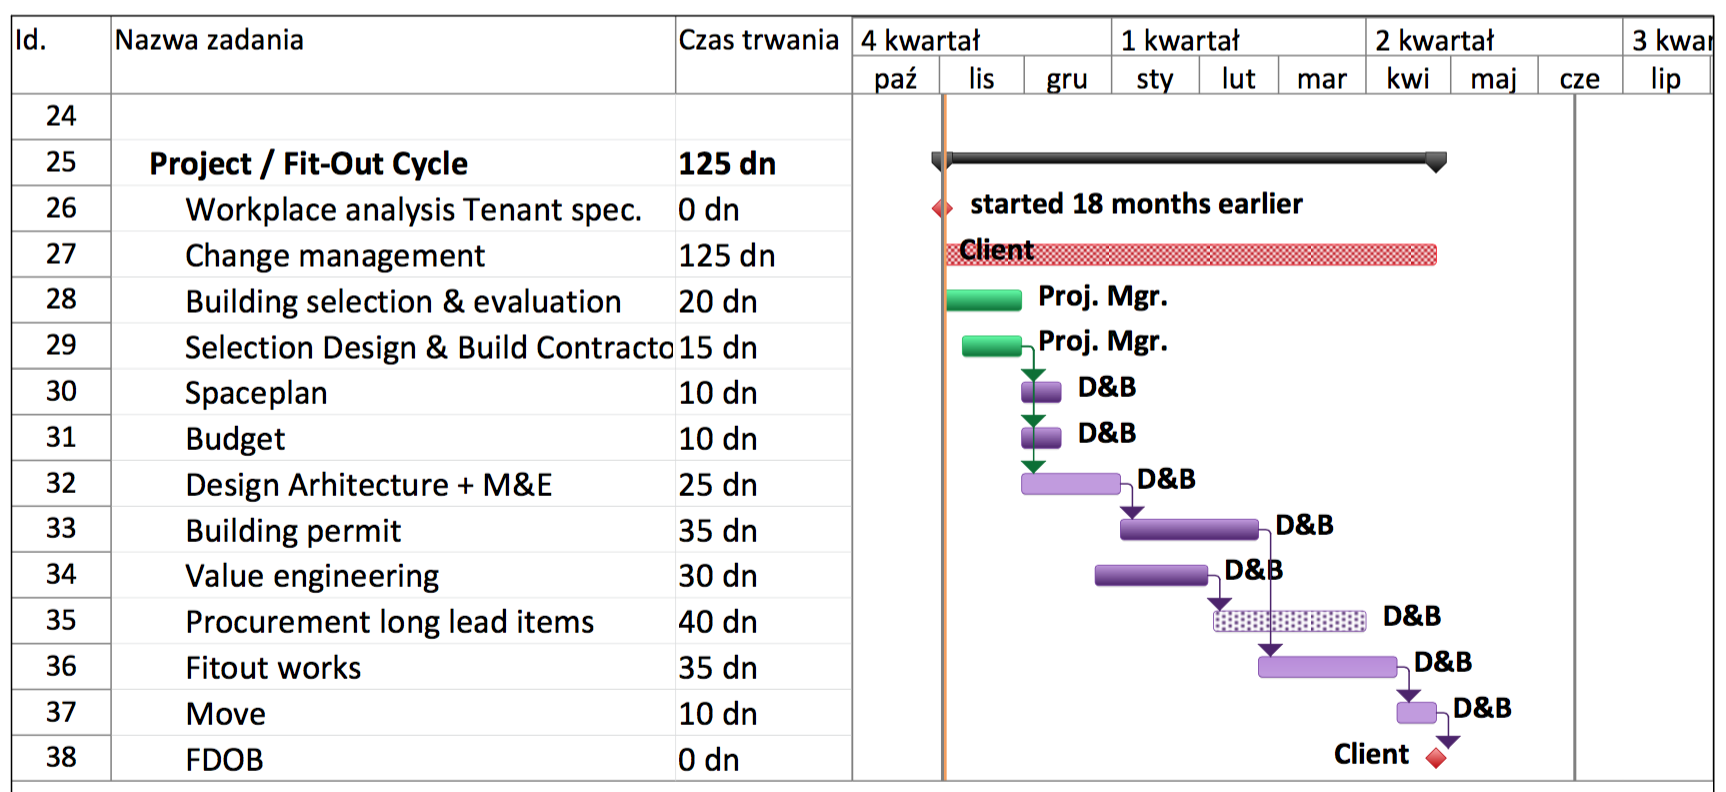 Id. Nazwa zadania Czas trwania 4 kwartał 1 kwartał 2 kwartał 3 kwar
paź lis gru sty lut mar kwi maj cze lip
24
25 Project / Fit-Out Cycle 125 dn
26 Workplace analysis Tenant spec. 0 dn started 18 months earlier
27 Change management 125 dn Client
28 Building selection & evaluation 20 dn Proj. Mgr.
29 Selection Design & Build Contracto 15 dn Proj. Mgr.
30 Spaceplan 10 dn D&B
31 Budget 10 dn D&B
32 Design Arhitecture + M&E 25 dn D&B
33 Building permit 35 dn D&B
34 Value engineering 30 dn D&B
35 Procurement long lead items 40 dn D&B
36 Fitout works 35 dn D&B
37 Move 10 dn D&B
38 FDOB 0 dn Client